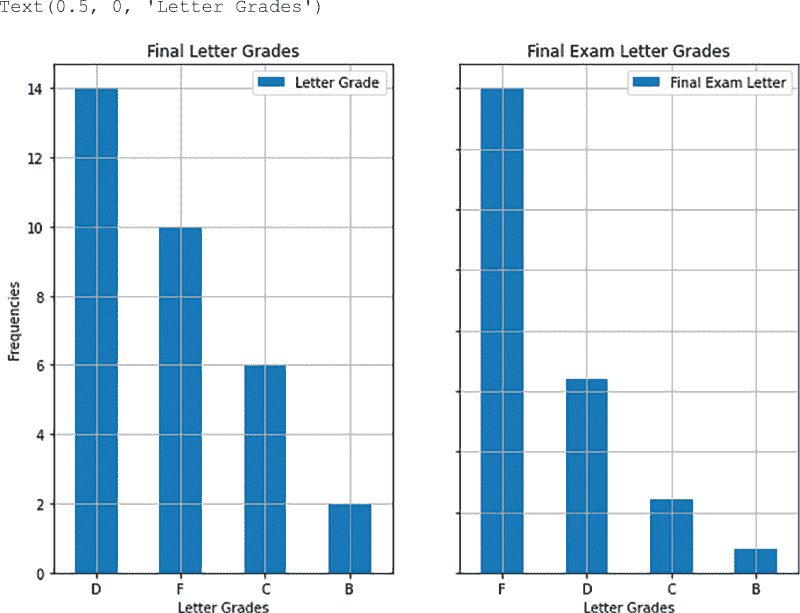 Text(0.5, 0, 'Letter Grades')
Final Letter Grades
Letter Grade
14
12
10
8
6
4
2
0
Frequencies
D F C B
Letter Grades
Final Exam Letter Grades
Final Exam Letter
F D C B
Letter Grades